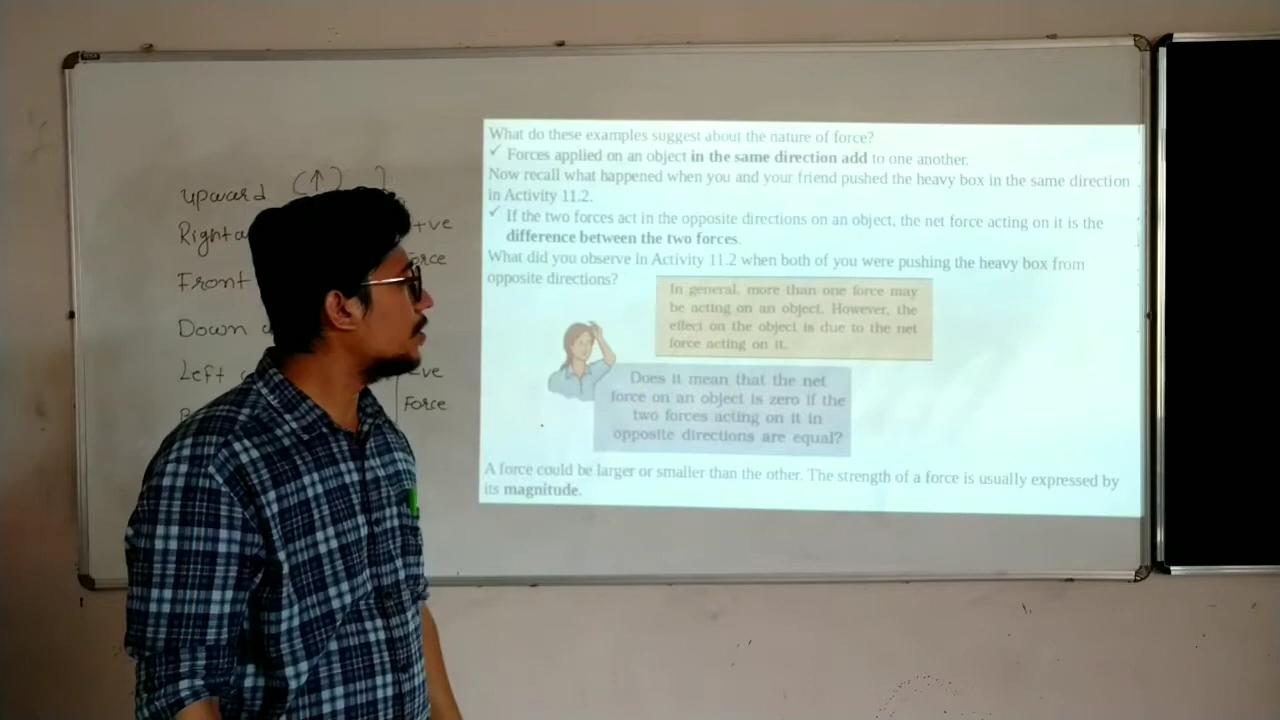 upward (↑)
Right
+ve
Force
Front
Down
Left
-ve
Force
What do these examples suggest about the nature of force?
✓ Forces applied on an object in the same direction add to one another.
Now recall what happened when you and your friend pushed the heavy box in the same direction
in Activity 11.2.
✓ If the two forces act in the opposite directions on an object, the net force acting on it is the
difference between the two forces.
What did you observe in Activity 11.2 when both of you were pushing the heavy box from
opposite directions?
In general, more than one force may
be acting on an object. However, the
effect on the object is due to the net
force acting on it.
Does it mean that the net
force on an object is zero if the
two forces acting on it in
opposite directions are equal?
A force could be larger or smaller than the other. The strength of a force is usually expressed by
its magnitude.